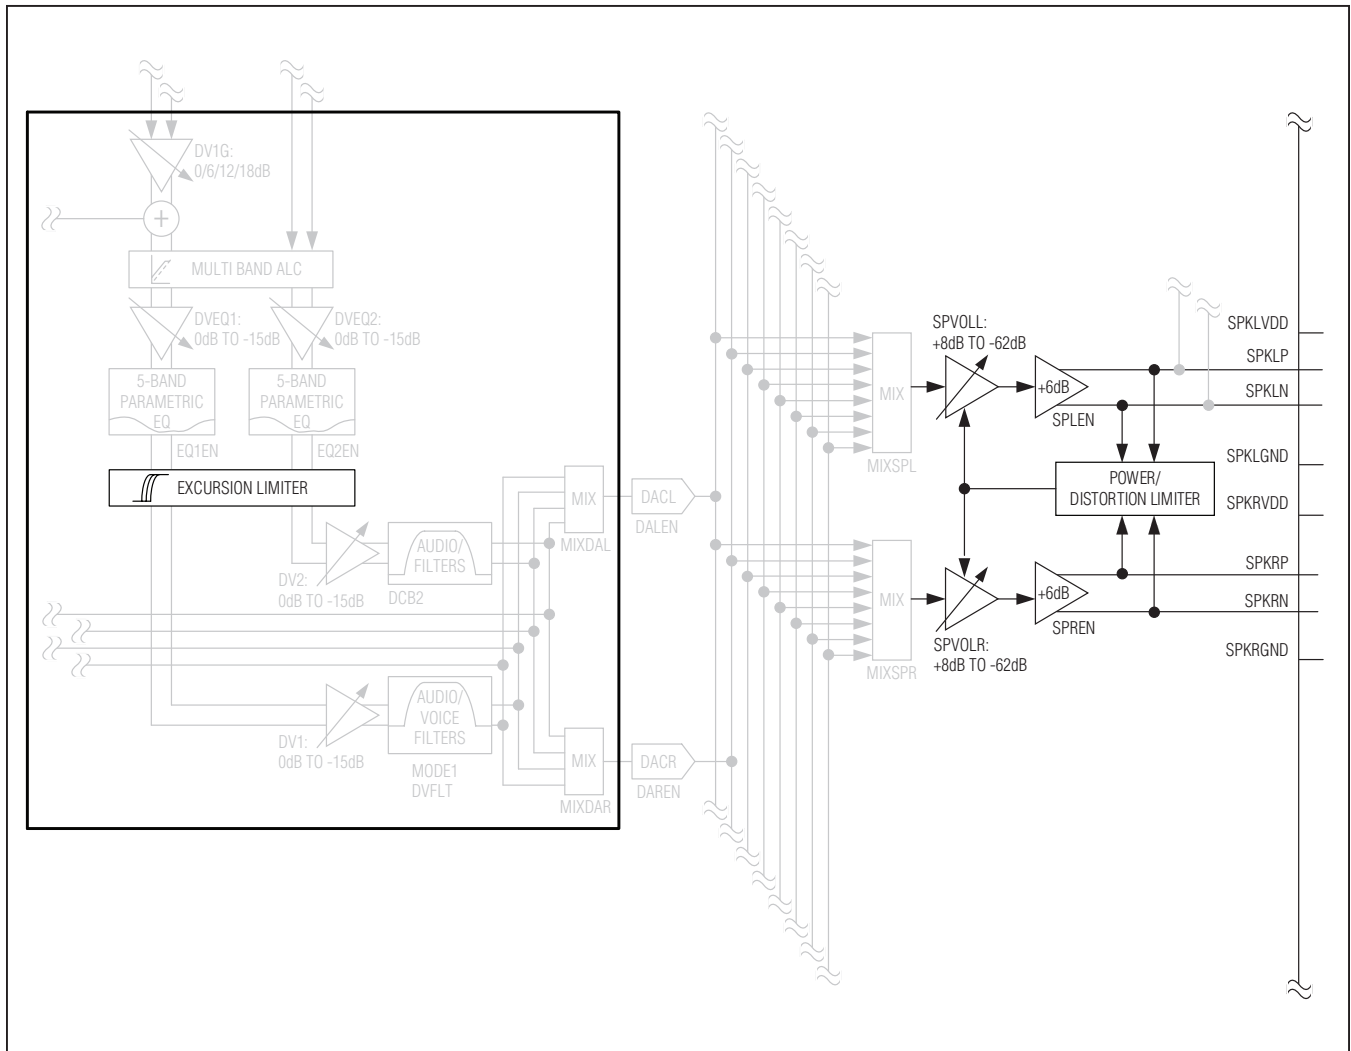 DV1G:
0/6/12/18dB
+
MULTI BAND ALC
DVEQ1:
0dB TO -15dB
DVEQ2:
0dB TO -15dB
5-BAND
PARAMETRIC
EQ
5-BAND
PARAMETRIC
EQ
EQ1EN
EQ2EN
EXCURSION LIMITER
DV2:
0dB TO -15dB
AUDIO/
FILTERS
DCB2
MIX
MIXDAL
DACL
DALEN
DV1:
0dB TO -15dB
AUDIO/
VOICE
FILTERS
MODE1
DVFLT
MIX
MIXDAR
DACR
DAREN
MIX
MIXSPL
MIX
MIXSPR
SPVOLL:
+8dB TO -62dB
+6dB
SPLEN
POWER/
DISTORTION LIMITER
+6dB
SPREN
SPVOLR:
+8dB TO -62dB
SPKLVDD
SPKLP
SPKLN
SPKLGND
SPKRVDD
SPKRP
SPKRN
SPKRGND